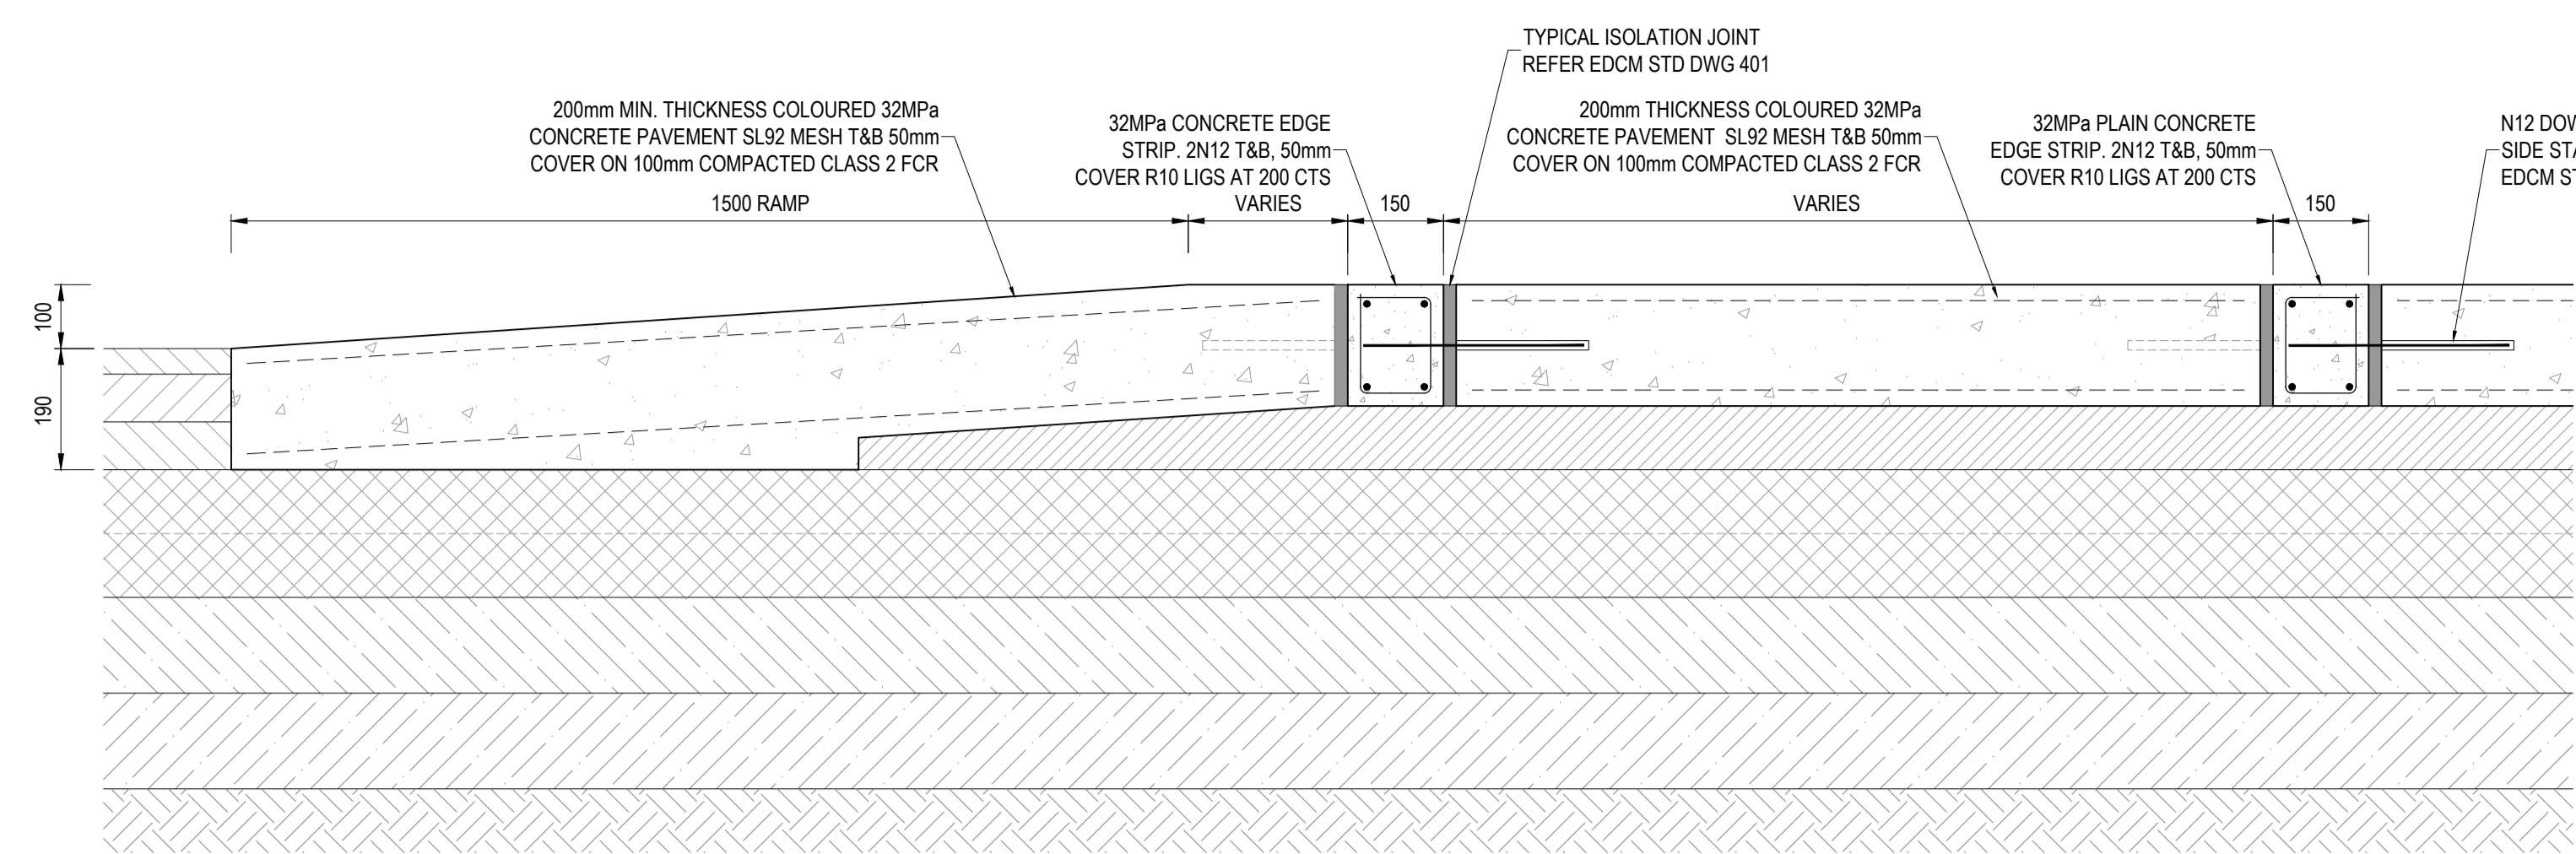 TYPICAL ISOLATION JOINT
REFER EDCM STD DWG 401
200mm MIN. THICKNESS COLOURED 32MPa
CONCRETE PAVEMENT SL92 MESH T&B 50mm
COVER ON 100mm COMPACTED CLASS 2 FCR
32MPa CONCRETE EDGE
STRIP. 2N12 T&B, 50mm
COVER R10 LIGS AT 200 CTS
200mm THICKNESS COLOURED 32MPa
CONCRETE PAVEMENT SL92 MESH T&B 50mm
COVER ON 100mm COMPACTED CLASS 2 FCR
32MPa PLAIN CONCRETE
EDGE STRIP. 2N12 T&B, 50mm
COVER R10 LIGS AT 200 CTS
N12
SIDE
EDCM
1500 RAMP
VARIES
150
VARIES
150
100
190